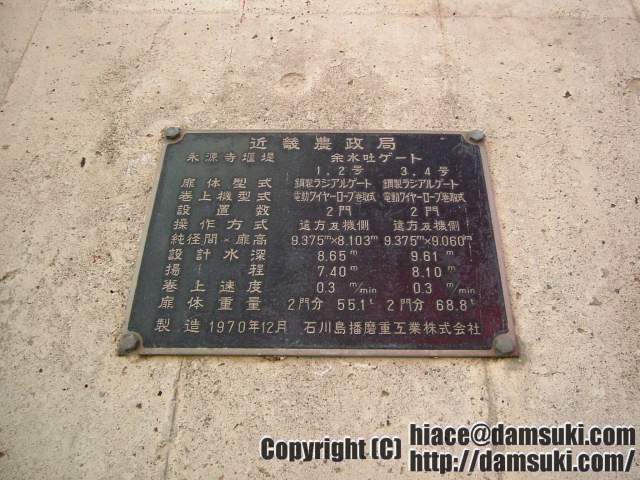 近畿農政局
永源寺堰堤 余水吐ゲート
1,2号 3,4号
扉体型式 鋼製ラジアルゲート 鋼製ラジアルゲート
巻上機型式 電動ワイヤーロープ巻取式 電動ワイヤーロープ巻取式
設置数 2門 2門
操作方式 遠方及機側 遠方及機側
純径間×扉高 9.375m×8.103m 9.375m×9.060m
設計水深 8.65m 9.61m
揚程 7.40m 8.10m
巻上速度 0.3m/min 0.3m/min
扉体重量 2門分 55.1t 2門分 68.8t
製造 1970年12月 石川島播磨重工業株式会社
Copyright (C) hiace@damsuki.com
http://damsuki.com/